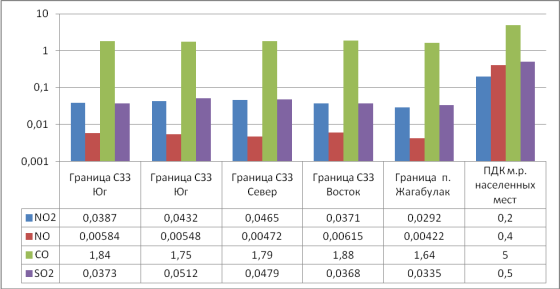 10
1
0,1
0,01
0,001
Граница СЗЗ Юг
Граница СЗЗ Юг
Граница СЗЗ Север
Граница СЗЗ Восток
Граница п. Жагабулак
ПДК м.р. населенных мест
NO2 0,0387 0,0432 0,0465 0,0371 0,0292 0,2
NO 0,00584 0,00548 0,00472 0,00615 0,00422 0,4
CO 1,84 1,75 1,79 1,88 1,64 5
SO2 0,0373 0,0512 0,0479 0,0368 0,0335 0,5